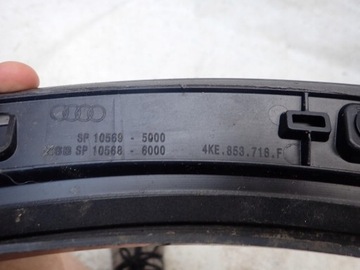 SP 10569 - 5000
SP 10568 - 6000
4KE.853.718.F